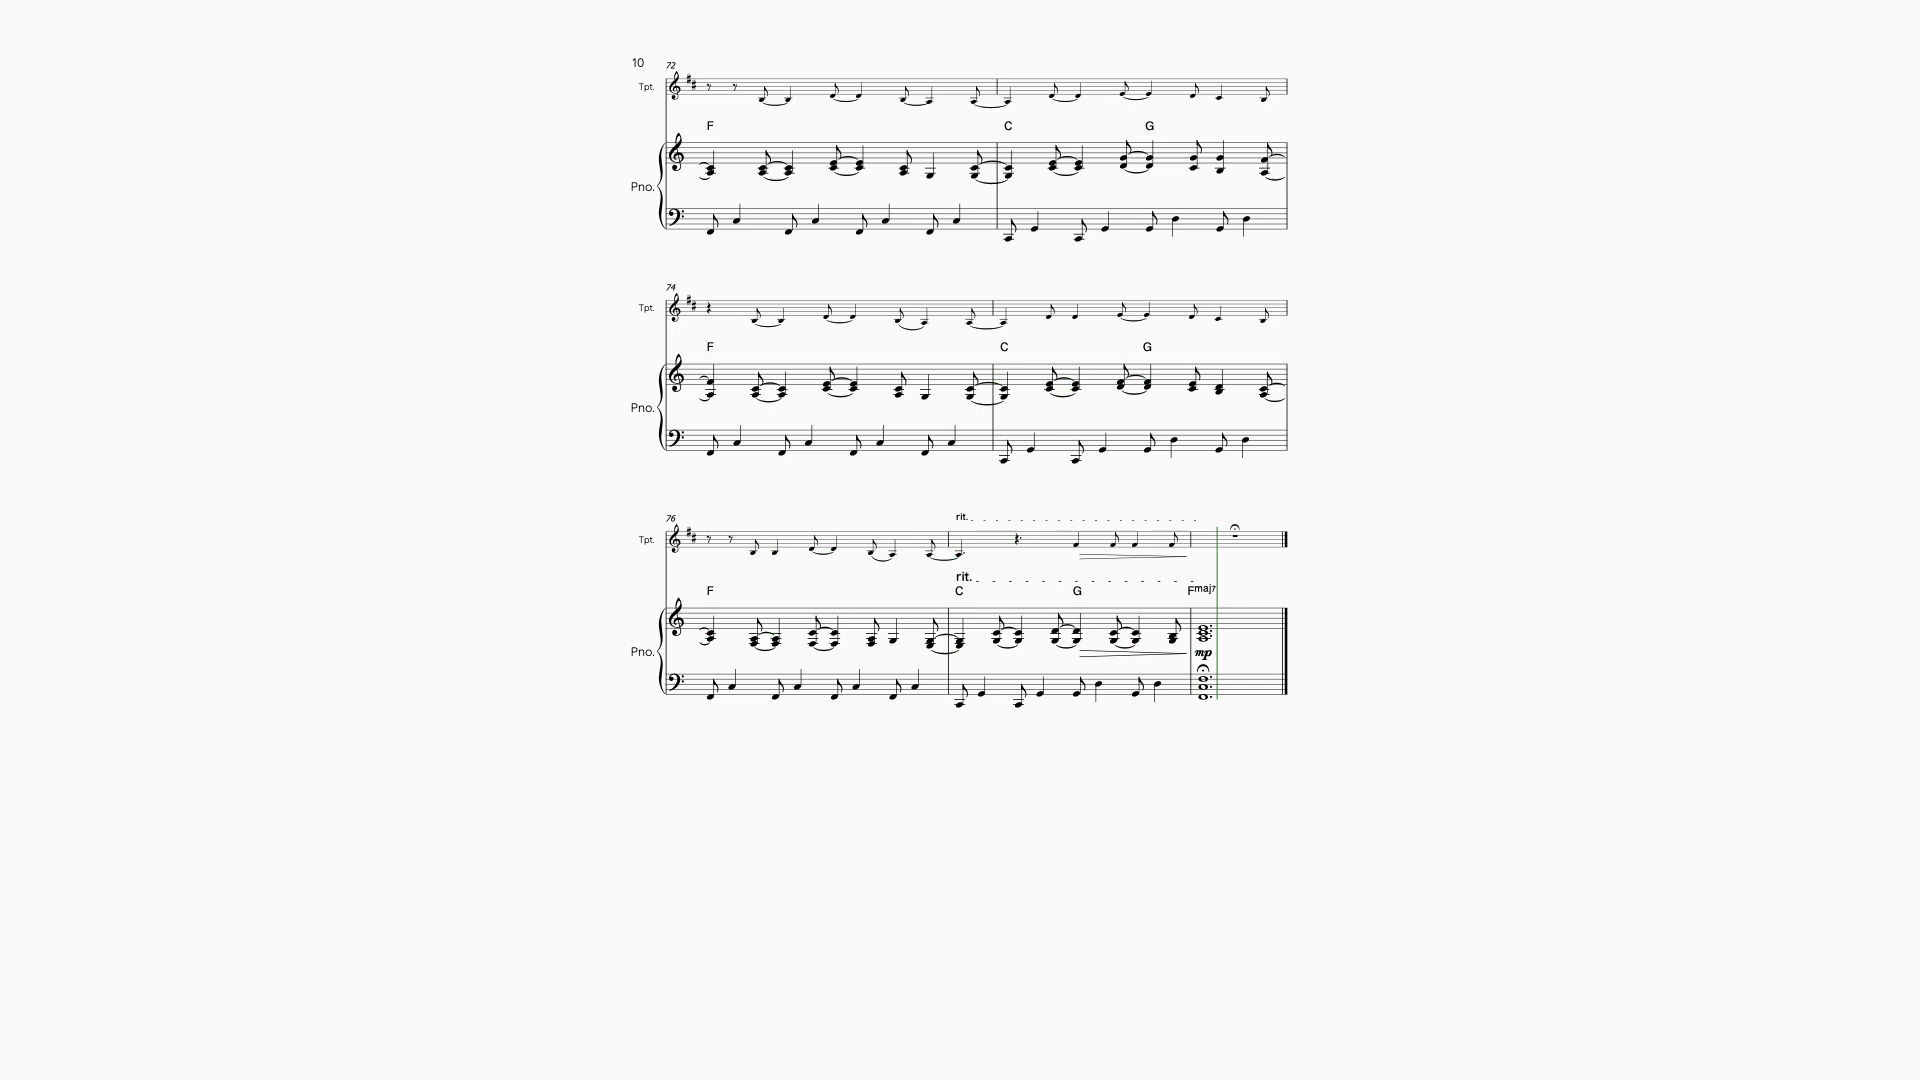 10
72
Tpt.
F C G
Pno.
74
Tpt.
F C G
Pno.
76
rit.
Tpt.
rit.
F C G Fmaj7
Pno.
mp